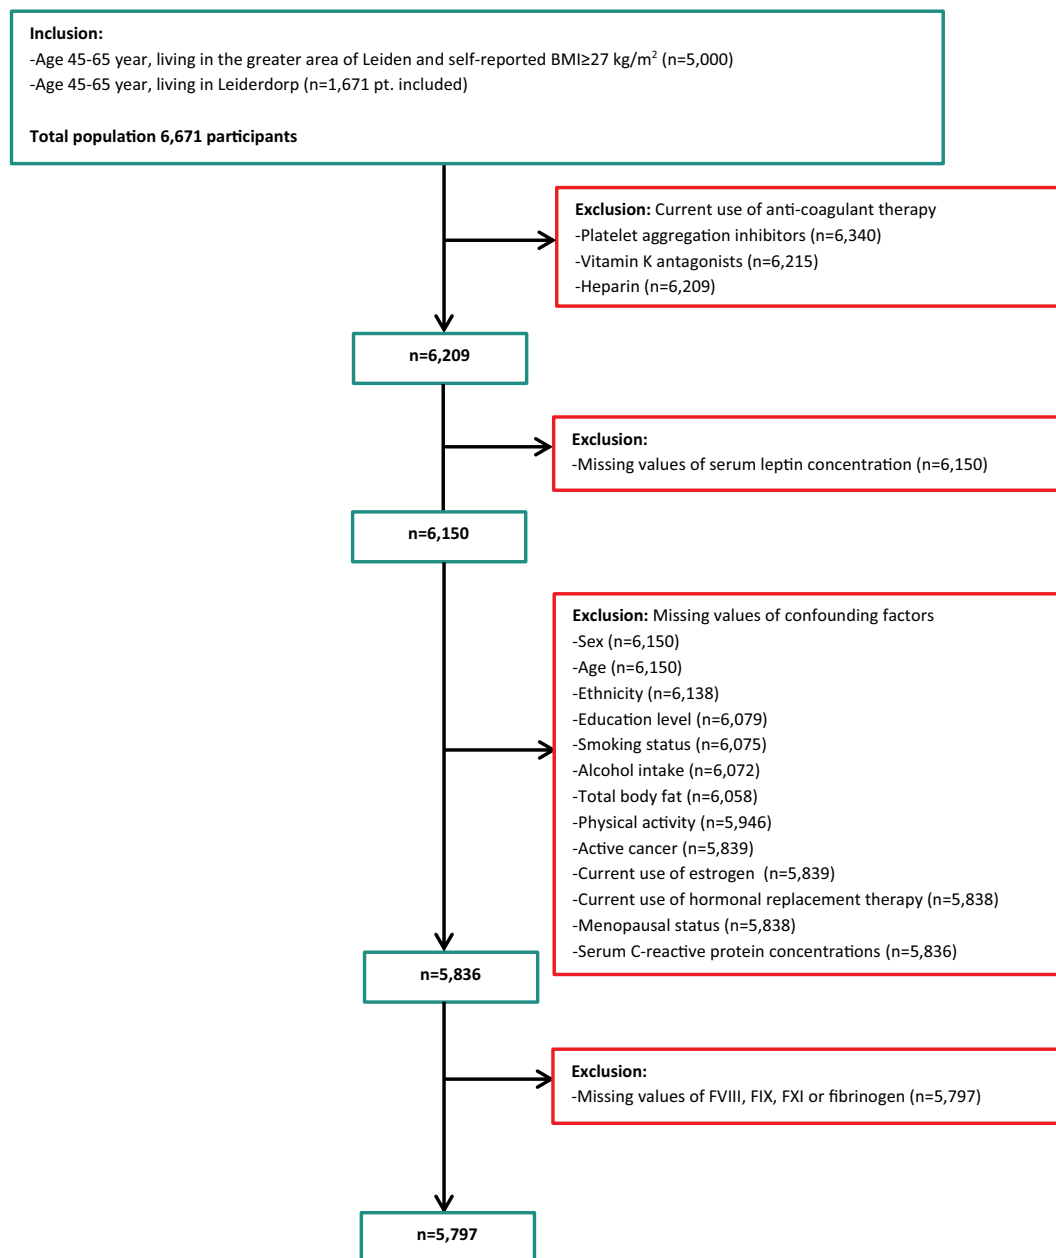 Inclusion:
-Age 45-65 year, living in the greater area of Leiden and self-reported BMI≥27 kg/m² (n=5,000)
-Age 45-65 year, living in Leiderdorp (n=1,671 pt. included)
Total population 6,671 participants
Exclusion: Current use of anti-coagulant therapy
-Platelet aggregation inhibitors (n=6,340)
-Vitamin K antagonists (n=6,215)
-Heparin (n=6,209)
n=6,209
Exclusion:
-Missing values of serum leptin concentration (n=6,150)
n=6,150
Exclusion: Missing values of confounding factors
-Sex (n=6,150)
-Age (n=6,150)
-Ethnicity (n=6,138)
-Education level (n=6,079)
-Smoking status (n=6,075)
-Alcohol intake (n=6,072)
-Total body fat (n=6,058)
-Physical activity (n=5,946)
-Active cancer (n=5,839)
-Current use of estrogen (n=5,839)
-Current use of hormonal replacement therapy (n=5,838)
-Menopausal status (n=5,838)
-Serum C-reactive protein concentrations (n=5,836)
n=5,836
Exclusion:
-Missing values of FVIII, FIX, FXI or fibrinogen (n=5,797)
n=5,797